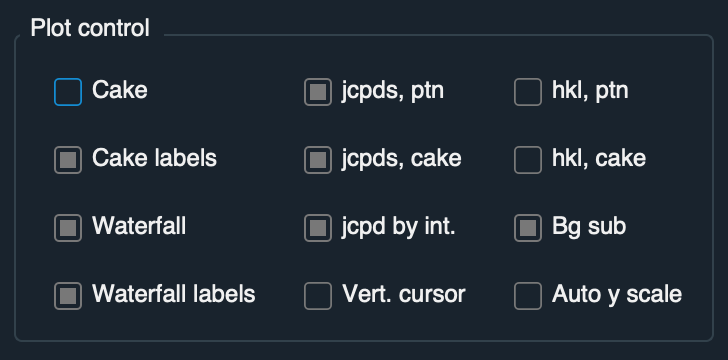 Plot control
Cake
jcpds, ptn
hkl, ptn
Cake labels
jcpds, cake
hkl, cake
Waterfall
jcpd by int.
Bg sub
Waterfall labels
Vert. cursor
Auto y scale